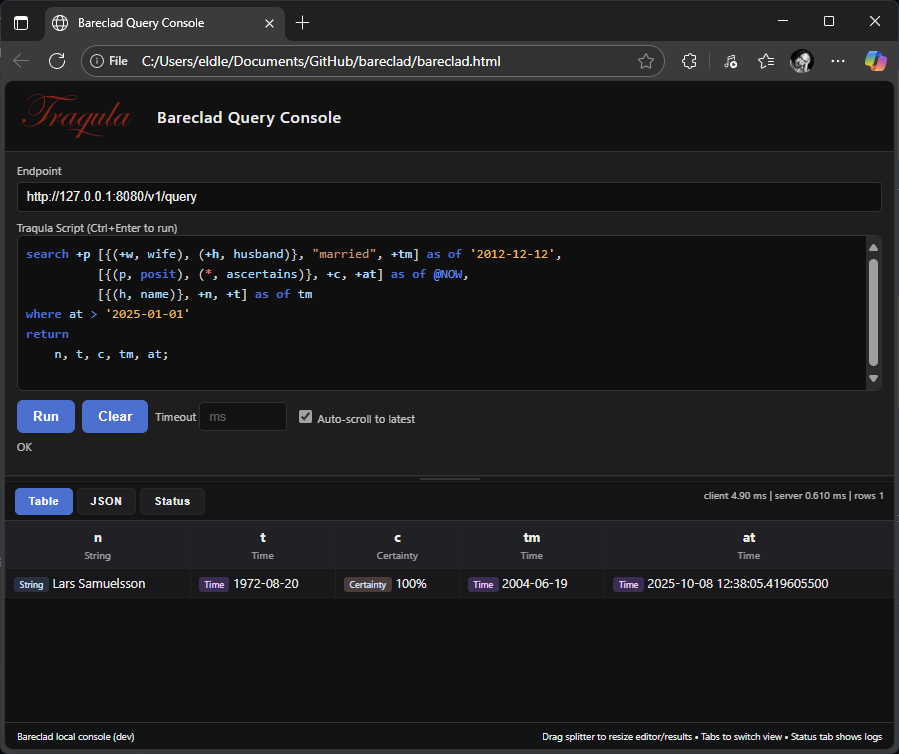 Bareclad Query Console
File C:/Users/eldle/Documents/GitHub/bareclad/bareclad.html
Traqula Bareclad Query Console
Endpoint
http://127.0.0.1:8080/v1/query
Traqula Script (Ctrl+Enter to run)
search +p [{(+w, wife), (+h, husband)}, "married", +tm] as of '2012-12-12',
[{(p, posit), (*, ascertains)}, +c, +at] as of @NOW,
[{(h, name)}, +n, +t] as of tm
where at > '2025-01-01'
return
n, t, c, tm, at;
Run Clear Timeout ms Auto-scroll to latest
OK
Table JSON Status client 4.90 ms | server 0.610 ms | rows 1
n t c tm at
String Time Certainty Time Time
String Lars Samuelsson Time 1972-08-20 Certainty 100% Time 2004-06-19 Time 2025-10-08 12:38:05.419605500
Bareclad local console (dev) Drag splitter to resize editor/results • Tabs to switch view • Status tab shows logs